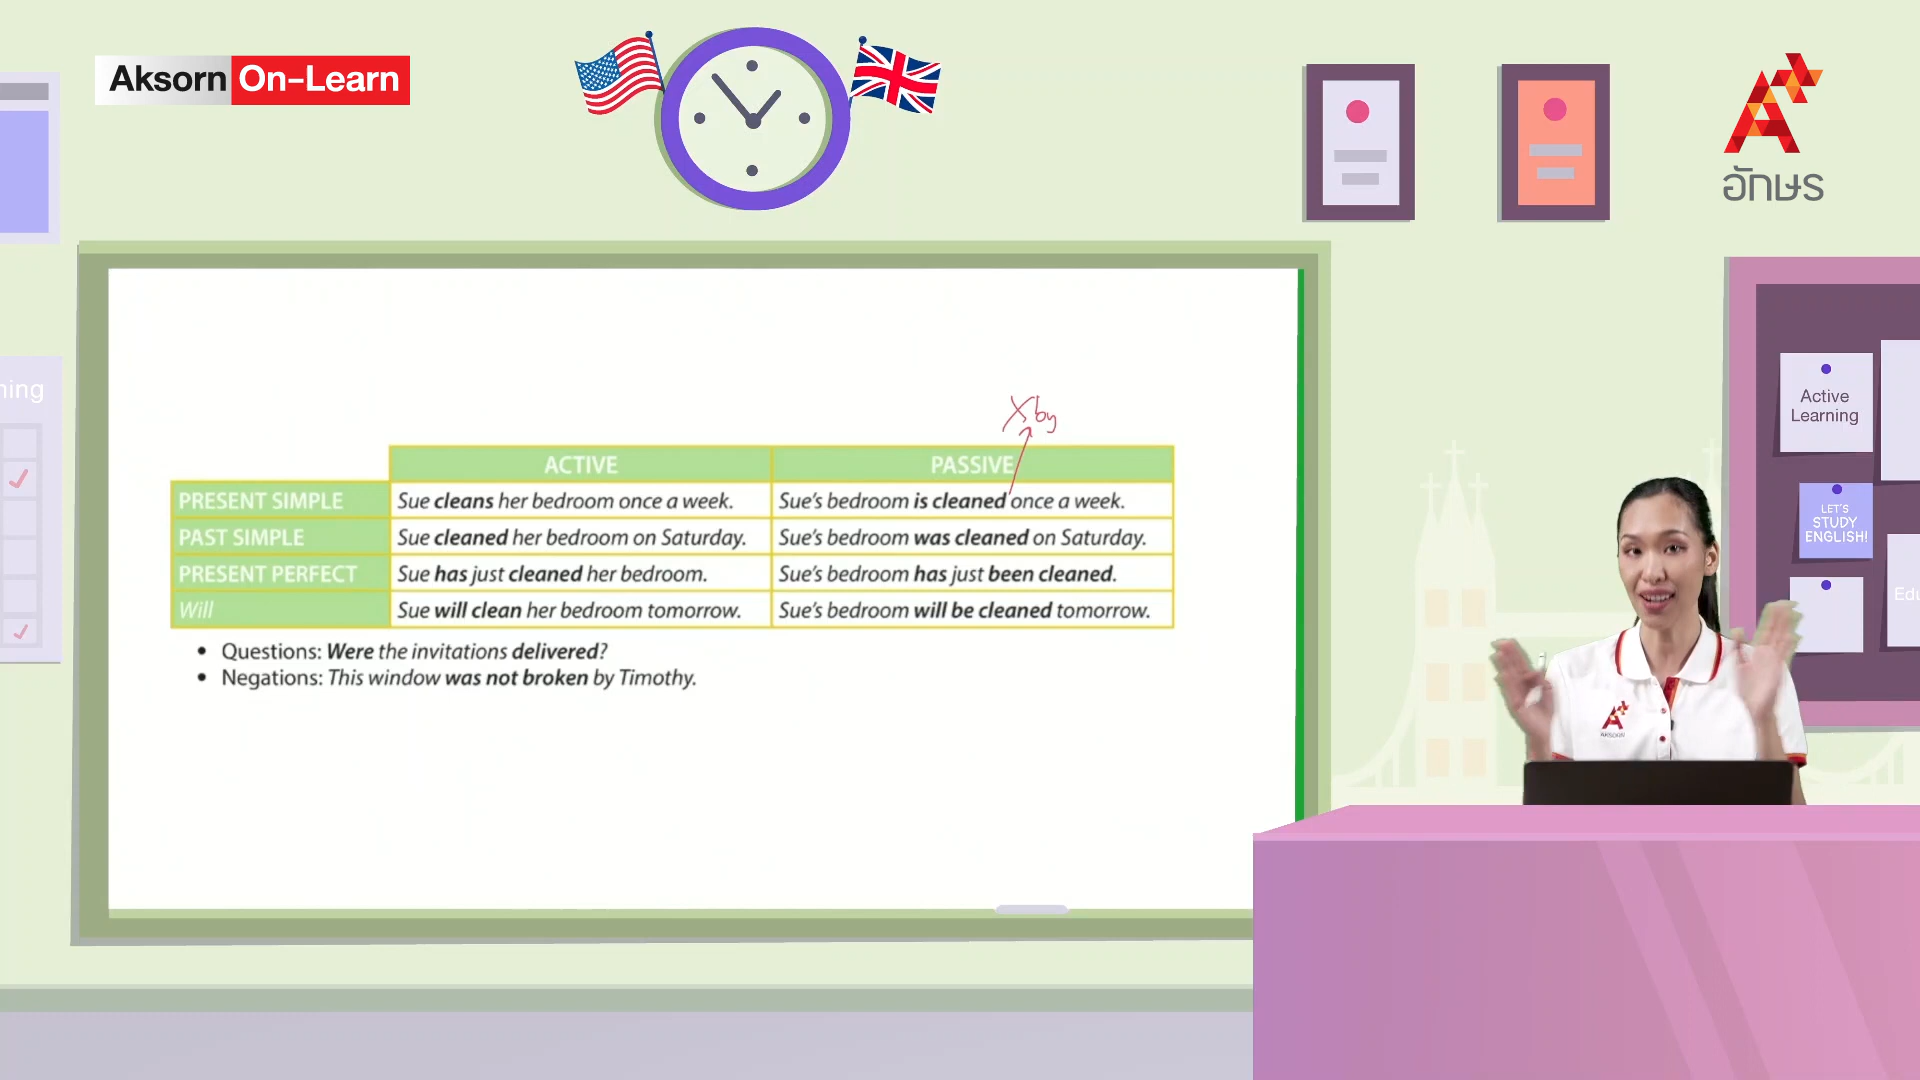 Aksorn On-Learn
อักษร
ning
X by
ACTIVE PASSIVE
PRESENT SIMPLE Sue cleans her bedroom once a week. Sue's bedroom is cleaned once a week.
PAST SIMPLE Sue cleaned her bedroom on Saturday. Sue's bedroom was cleaned on Saturday.
PRESENT PERFECT Sue has just cleaned her bedroom. Sue's bedroom has just been cleaned.
Will Sue will clean her bedroom tomorrow. Sue's bedroom will be cleaned tomorrow.
• Questions: Were the invitations delivered?
• Negations: This window was not broken by Timothy.
Active
Learning
LET'S
STUDY
ENGLISH!
Edu
AKSORN